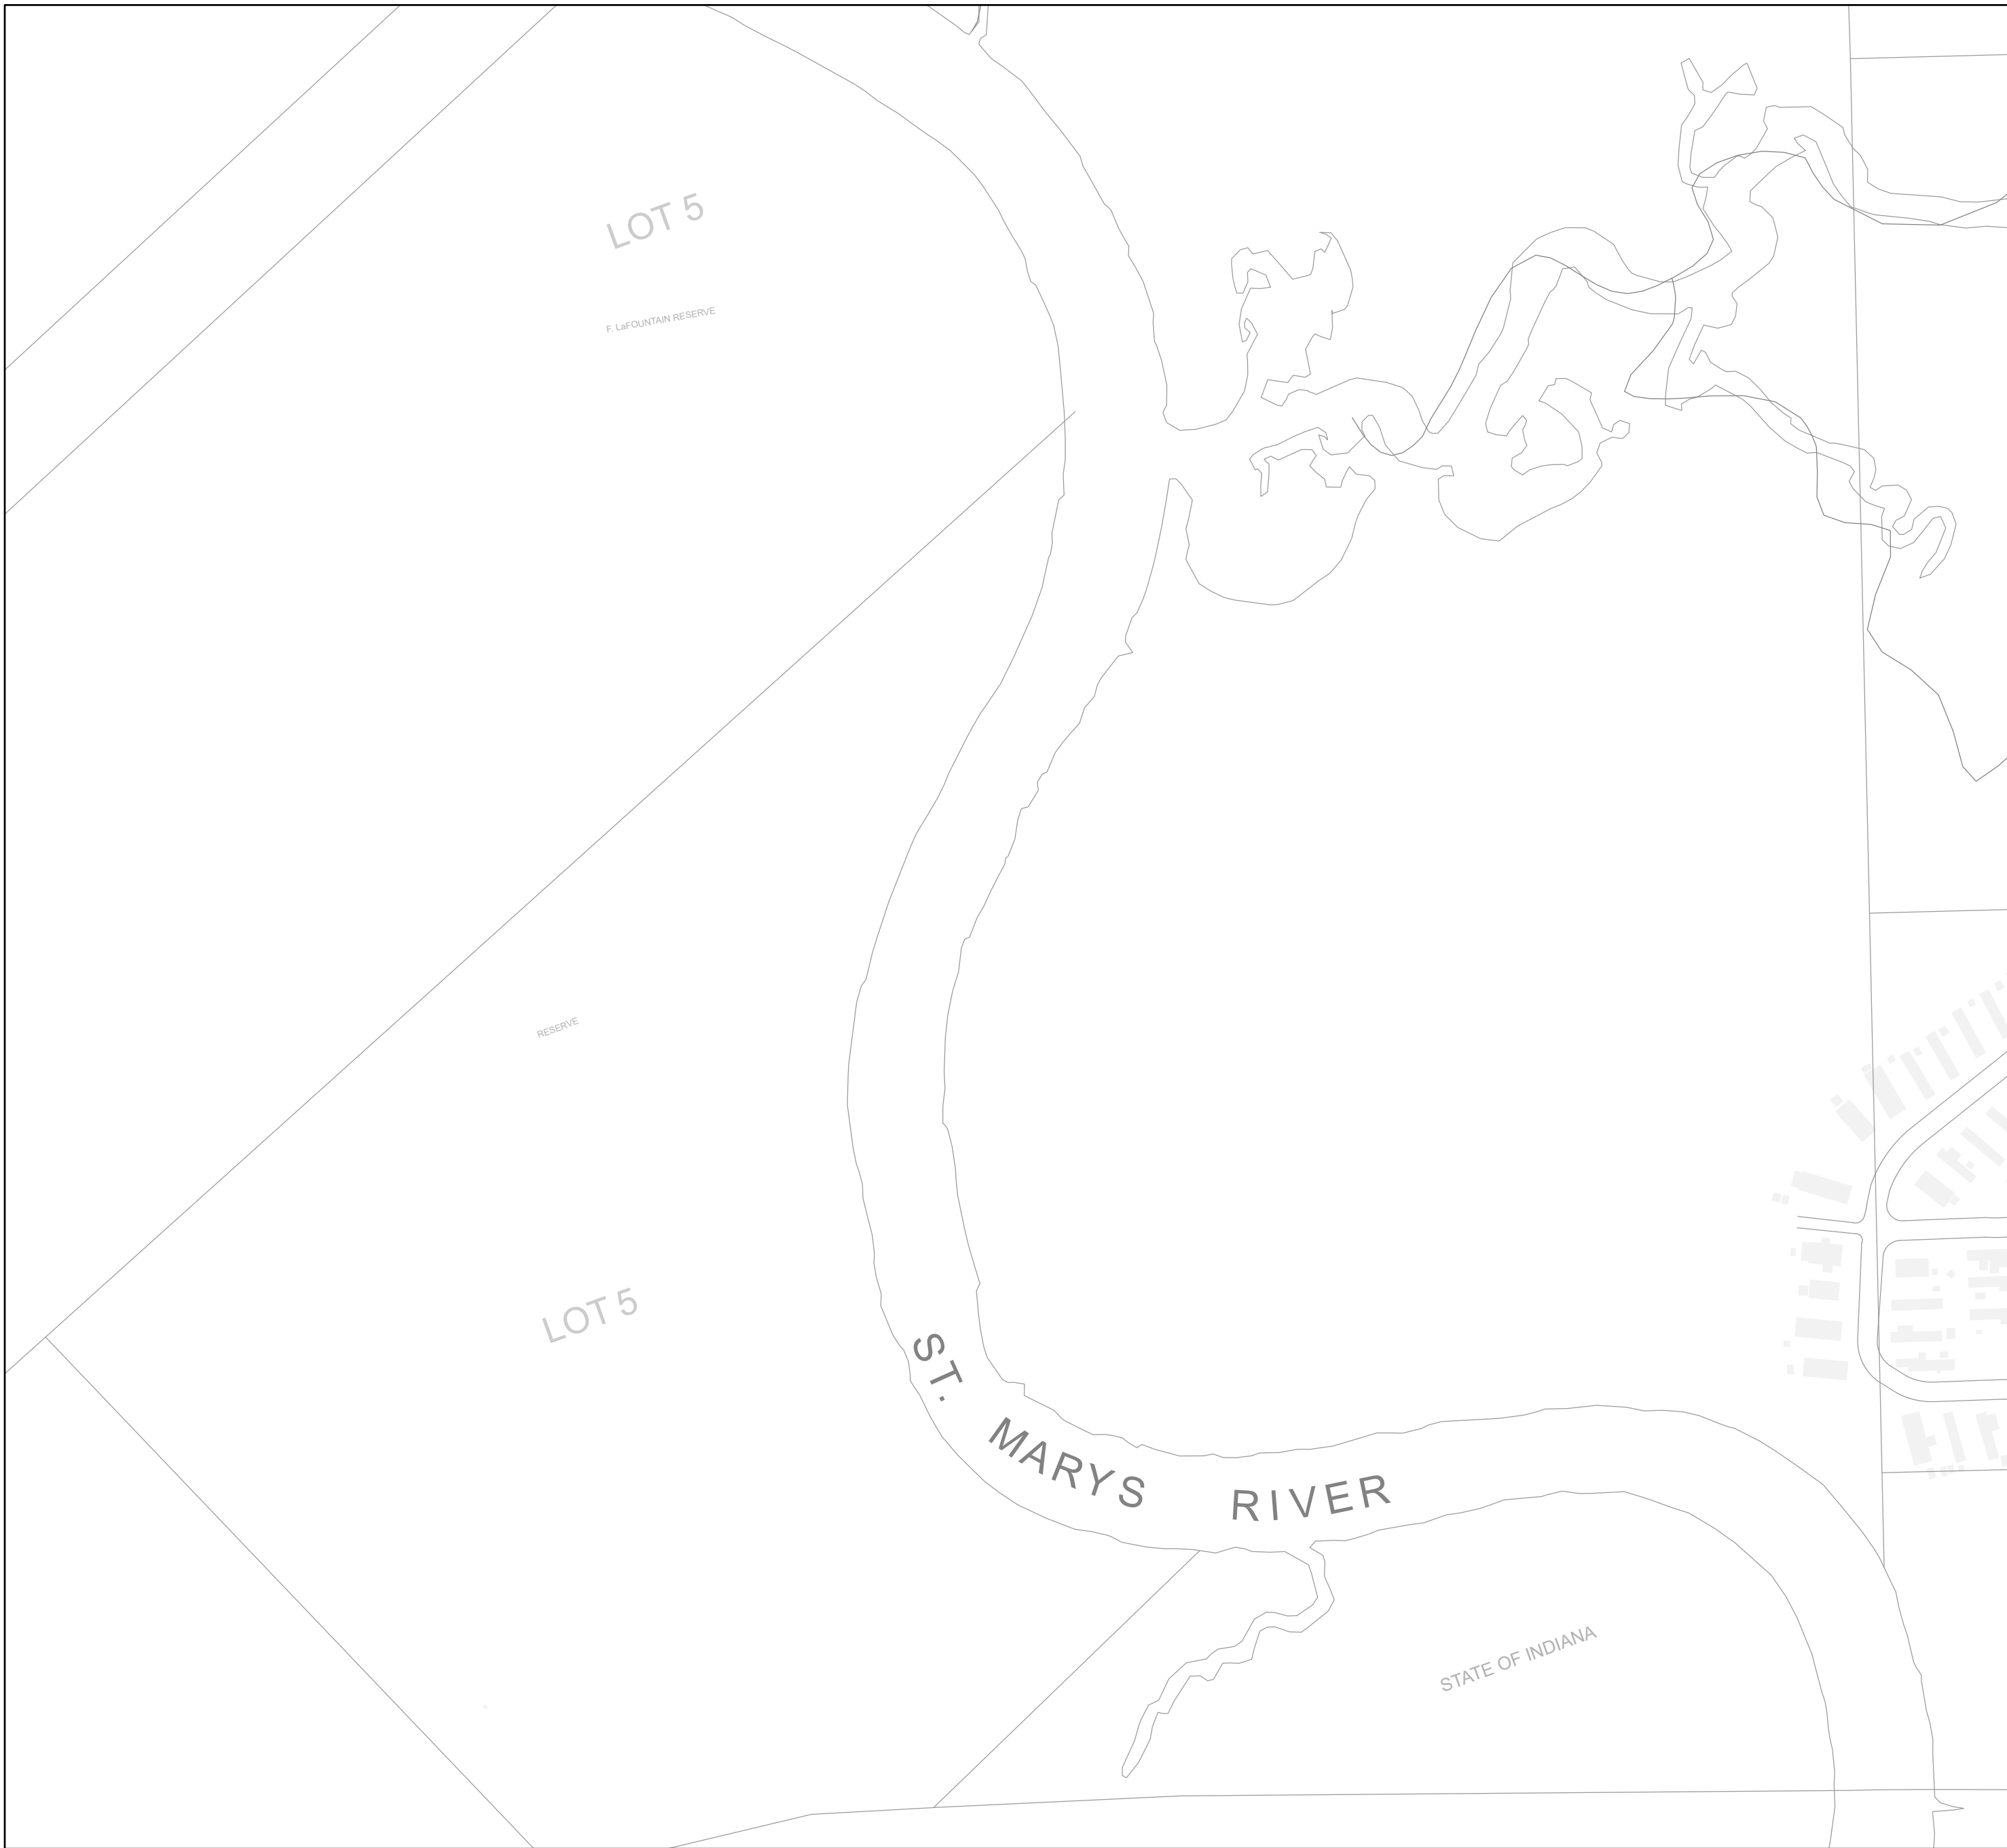 LOT 5
F. LaFOUNTAIN RESERVE
RESERVE
LOT 5
ST. MARYS RIVER
STATE OF INDIANA